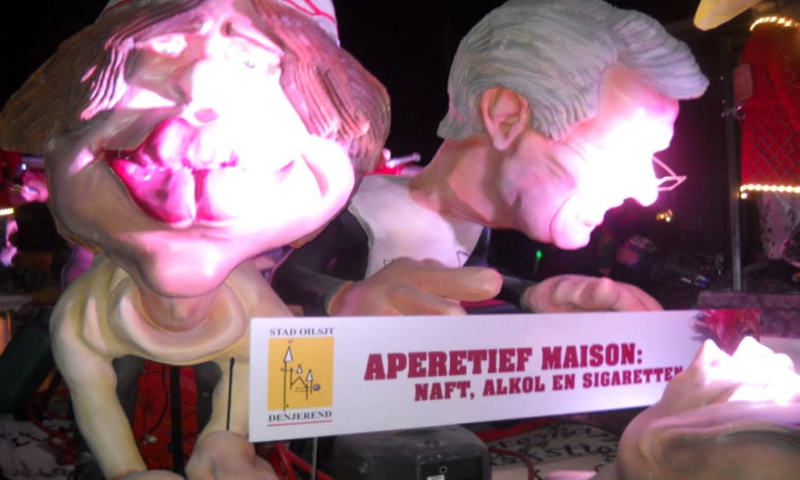 STAD OILSJT
DENJEREND
APERETIEF MAISON:
NAFT, ALKOL EN SIGARETTEN